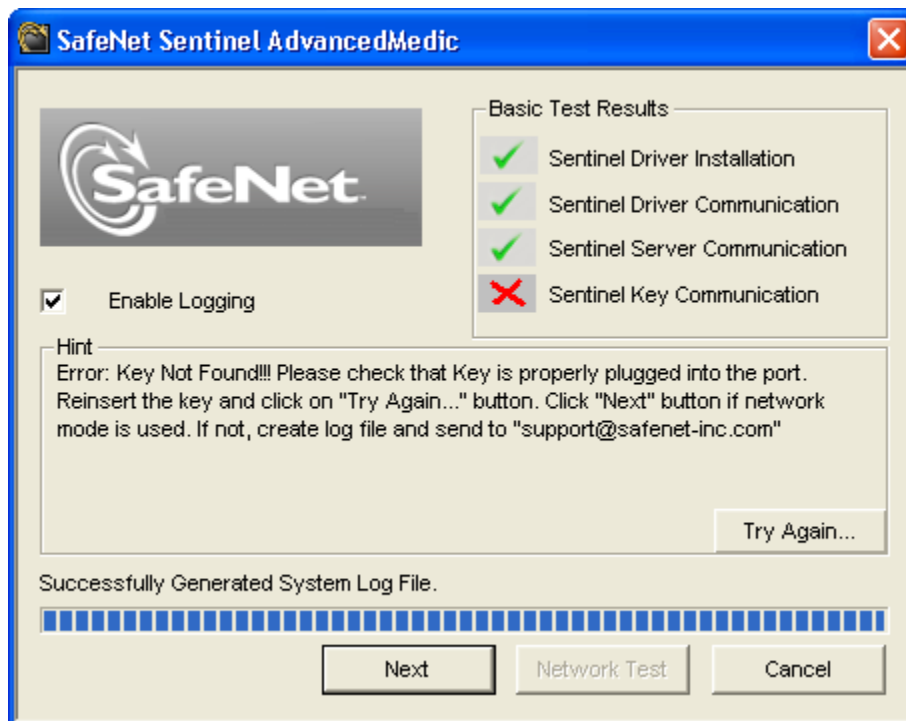 SafeNet Sentinel AdvancedMedic
SafeNet
Basic Test Results
Sentinel Driver Installation
Sentinel Driver Communication
Sentinel Server Communication
Sentinel Key Communication
Enable Logging
Hint
Error: Key Not Found!!! Please check that Key is properly plugged into the port.
Reinsert the key and click on "Try Again..." button. Click "Next" button if network
mode is used. If not, create log file and send to "support@safenet-inc.com"
Try Again...
Successfully Generated System Log File.
Next
Network Test
Cancel